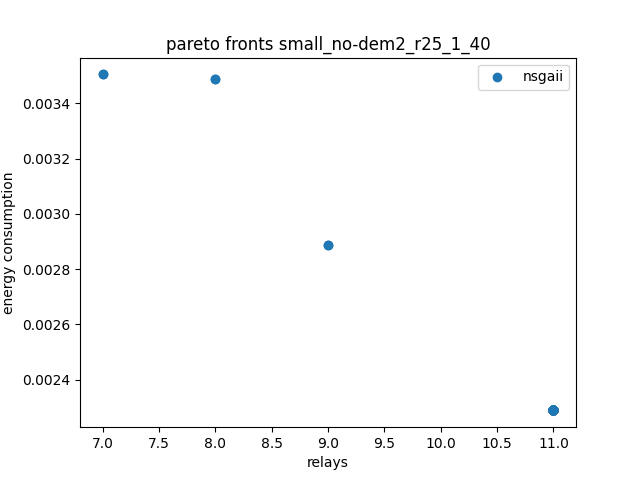 pareto fronts small_no-dem2_r25_1_40
nsgaii
0.0034
0.0032
0.0030
0.0028
0.0026
0.0024
energy consumption
7.0 7.5 8.0 8.5 9.0 9.5 10.0 10.5 11.0
relays